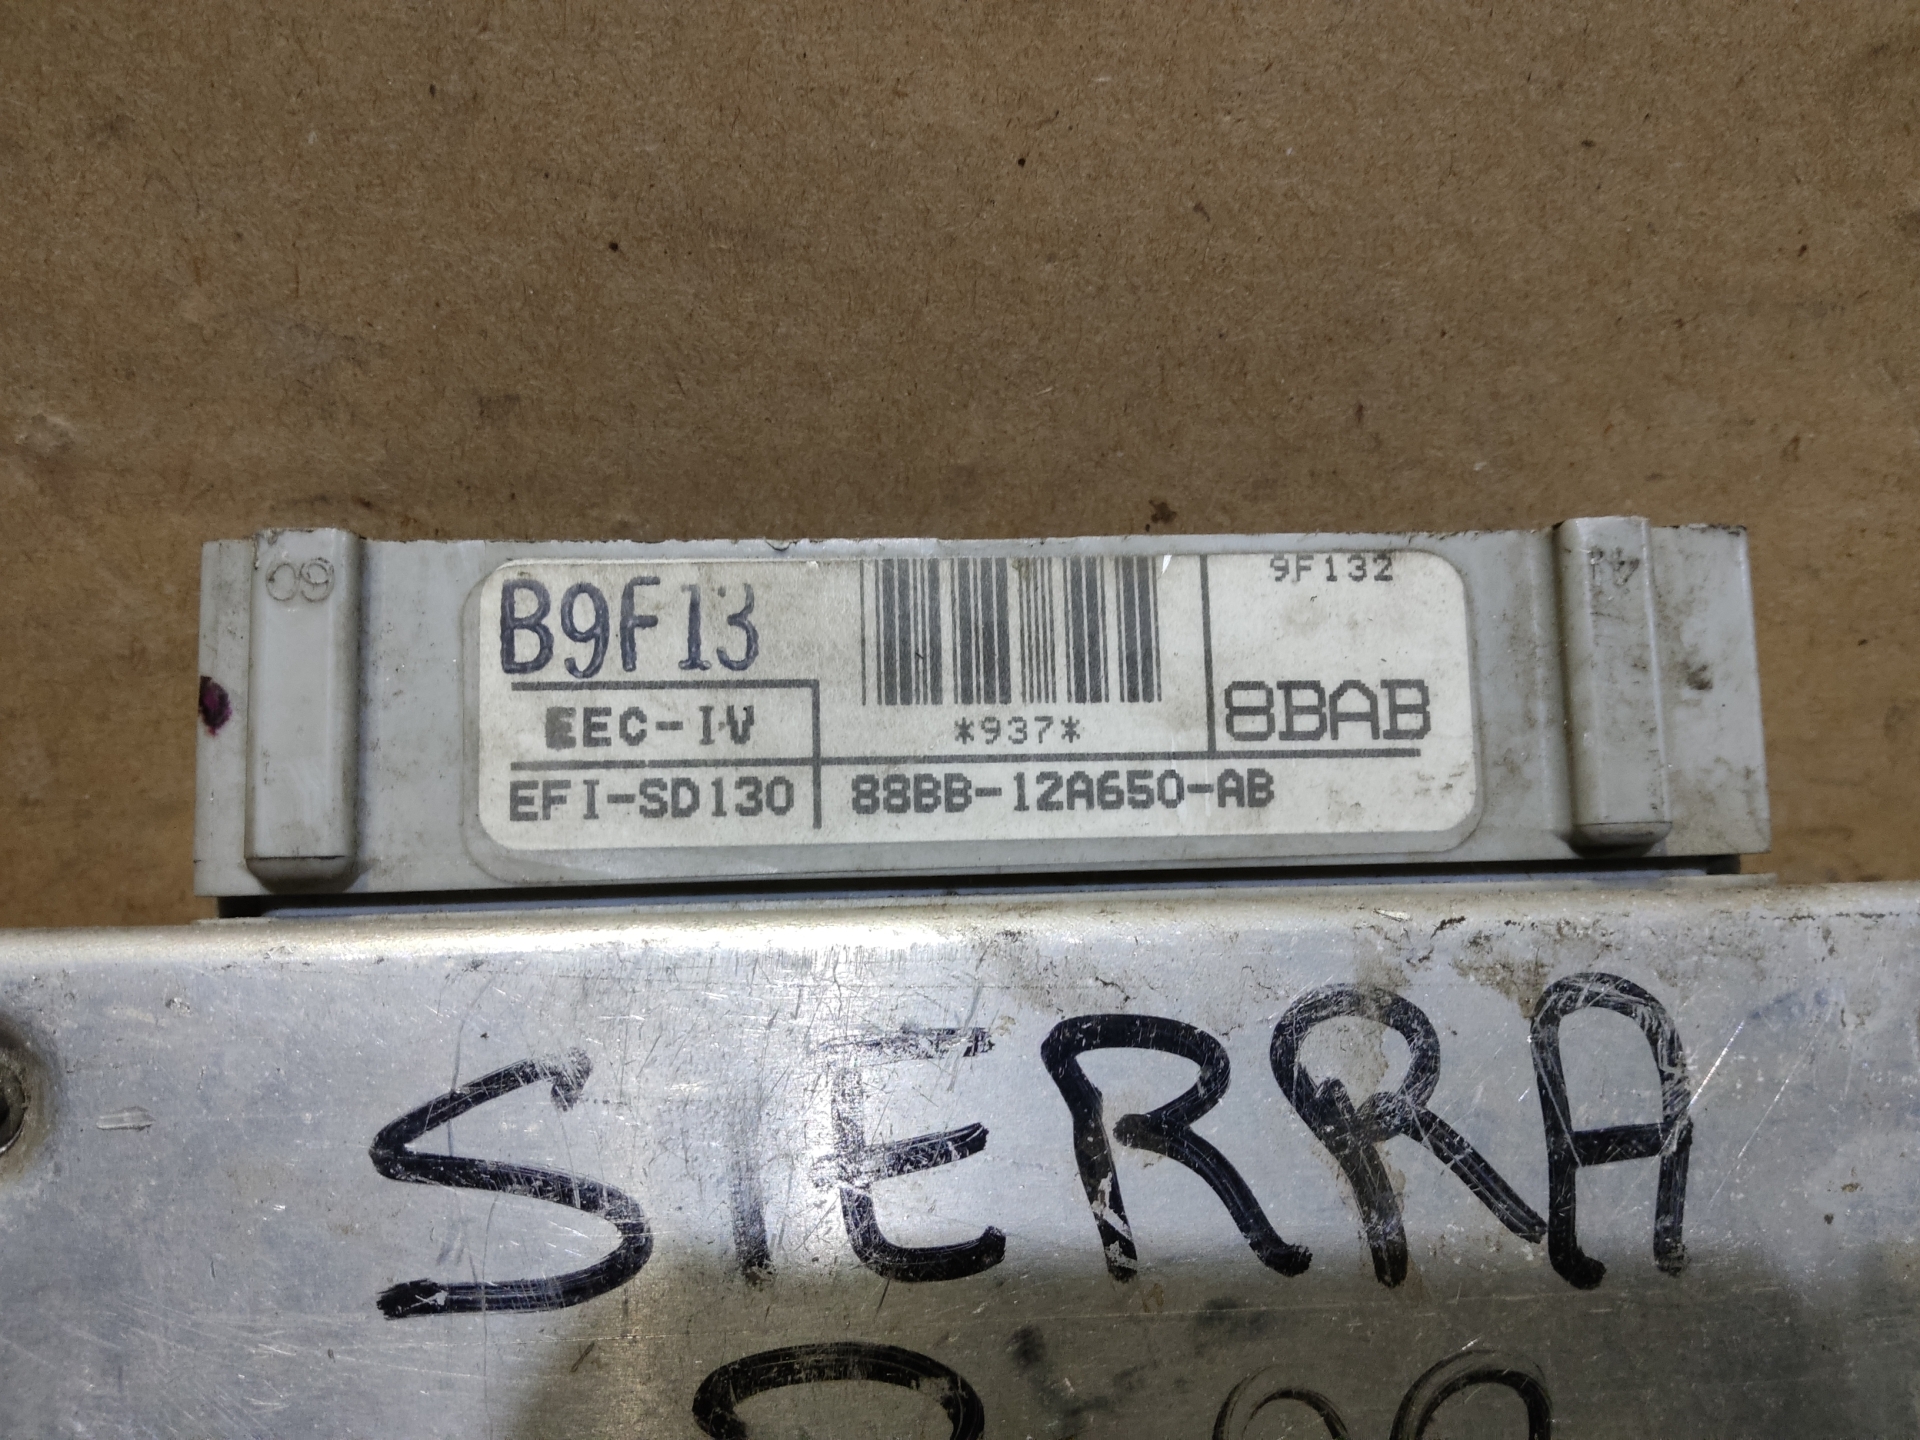 09
B9F13
9F132
EEC-IV
*937*
8BAB
EFI-SD130
88BB-12A650-AB
SIERRA